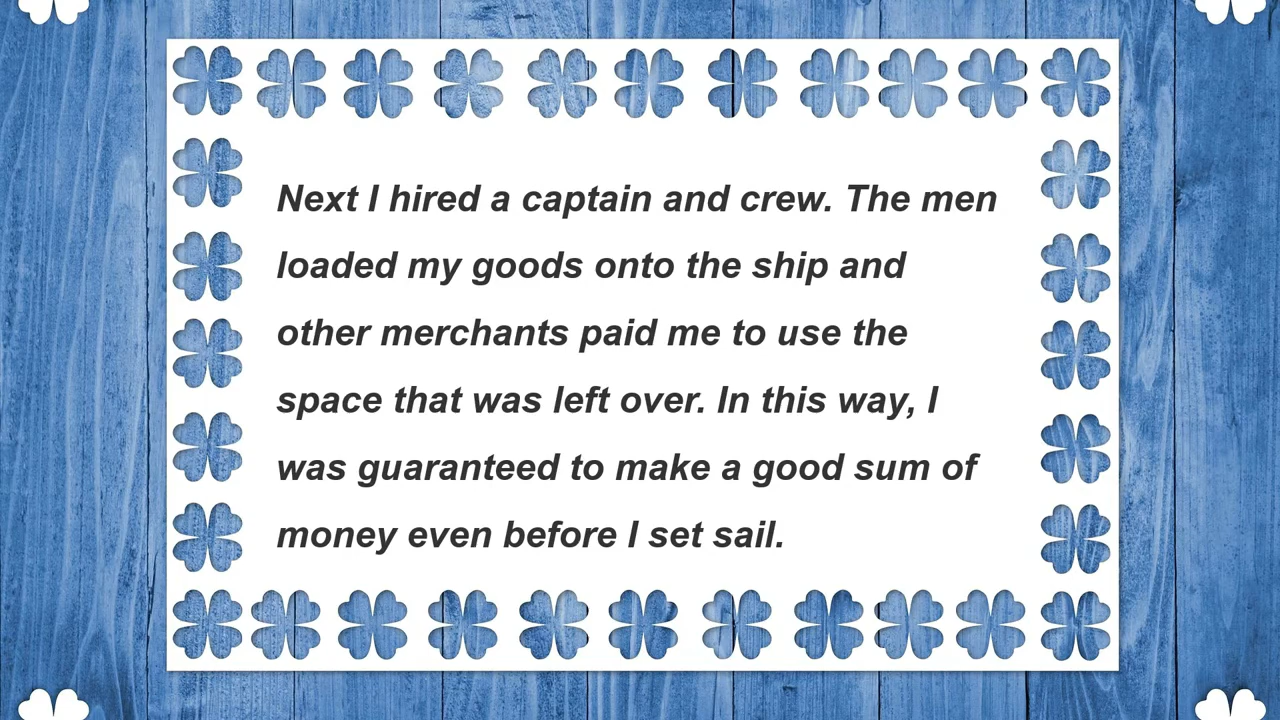 Next I hired a captain and crew. The men
loaded my goods onto the ship and
other merchants paid me to use the
space that was left over. In this way, I
was guaranteed to make a good sum of
money even before I set sail.